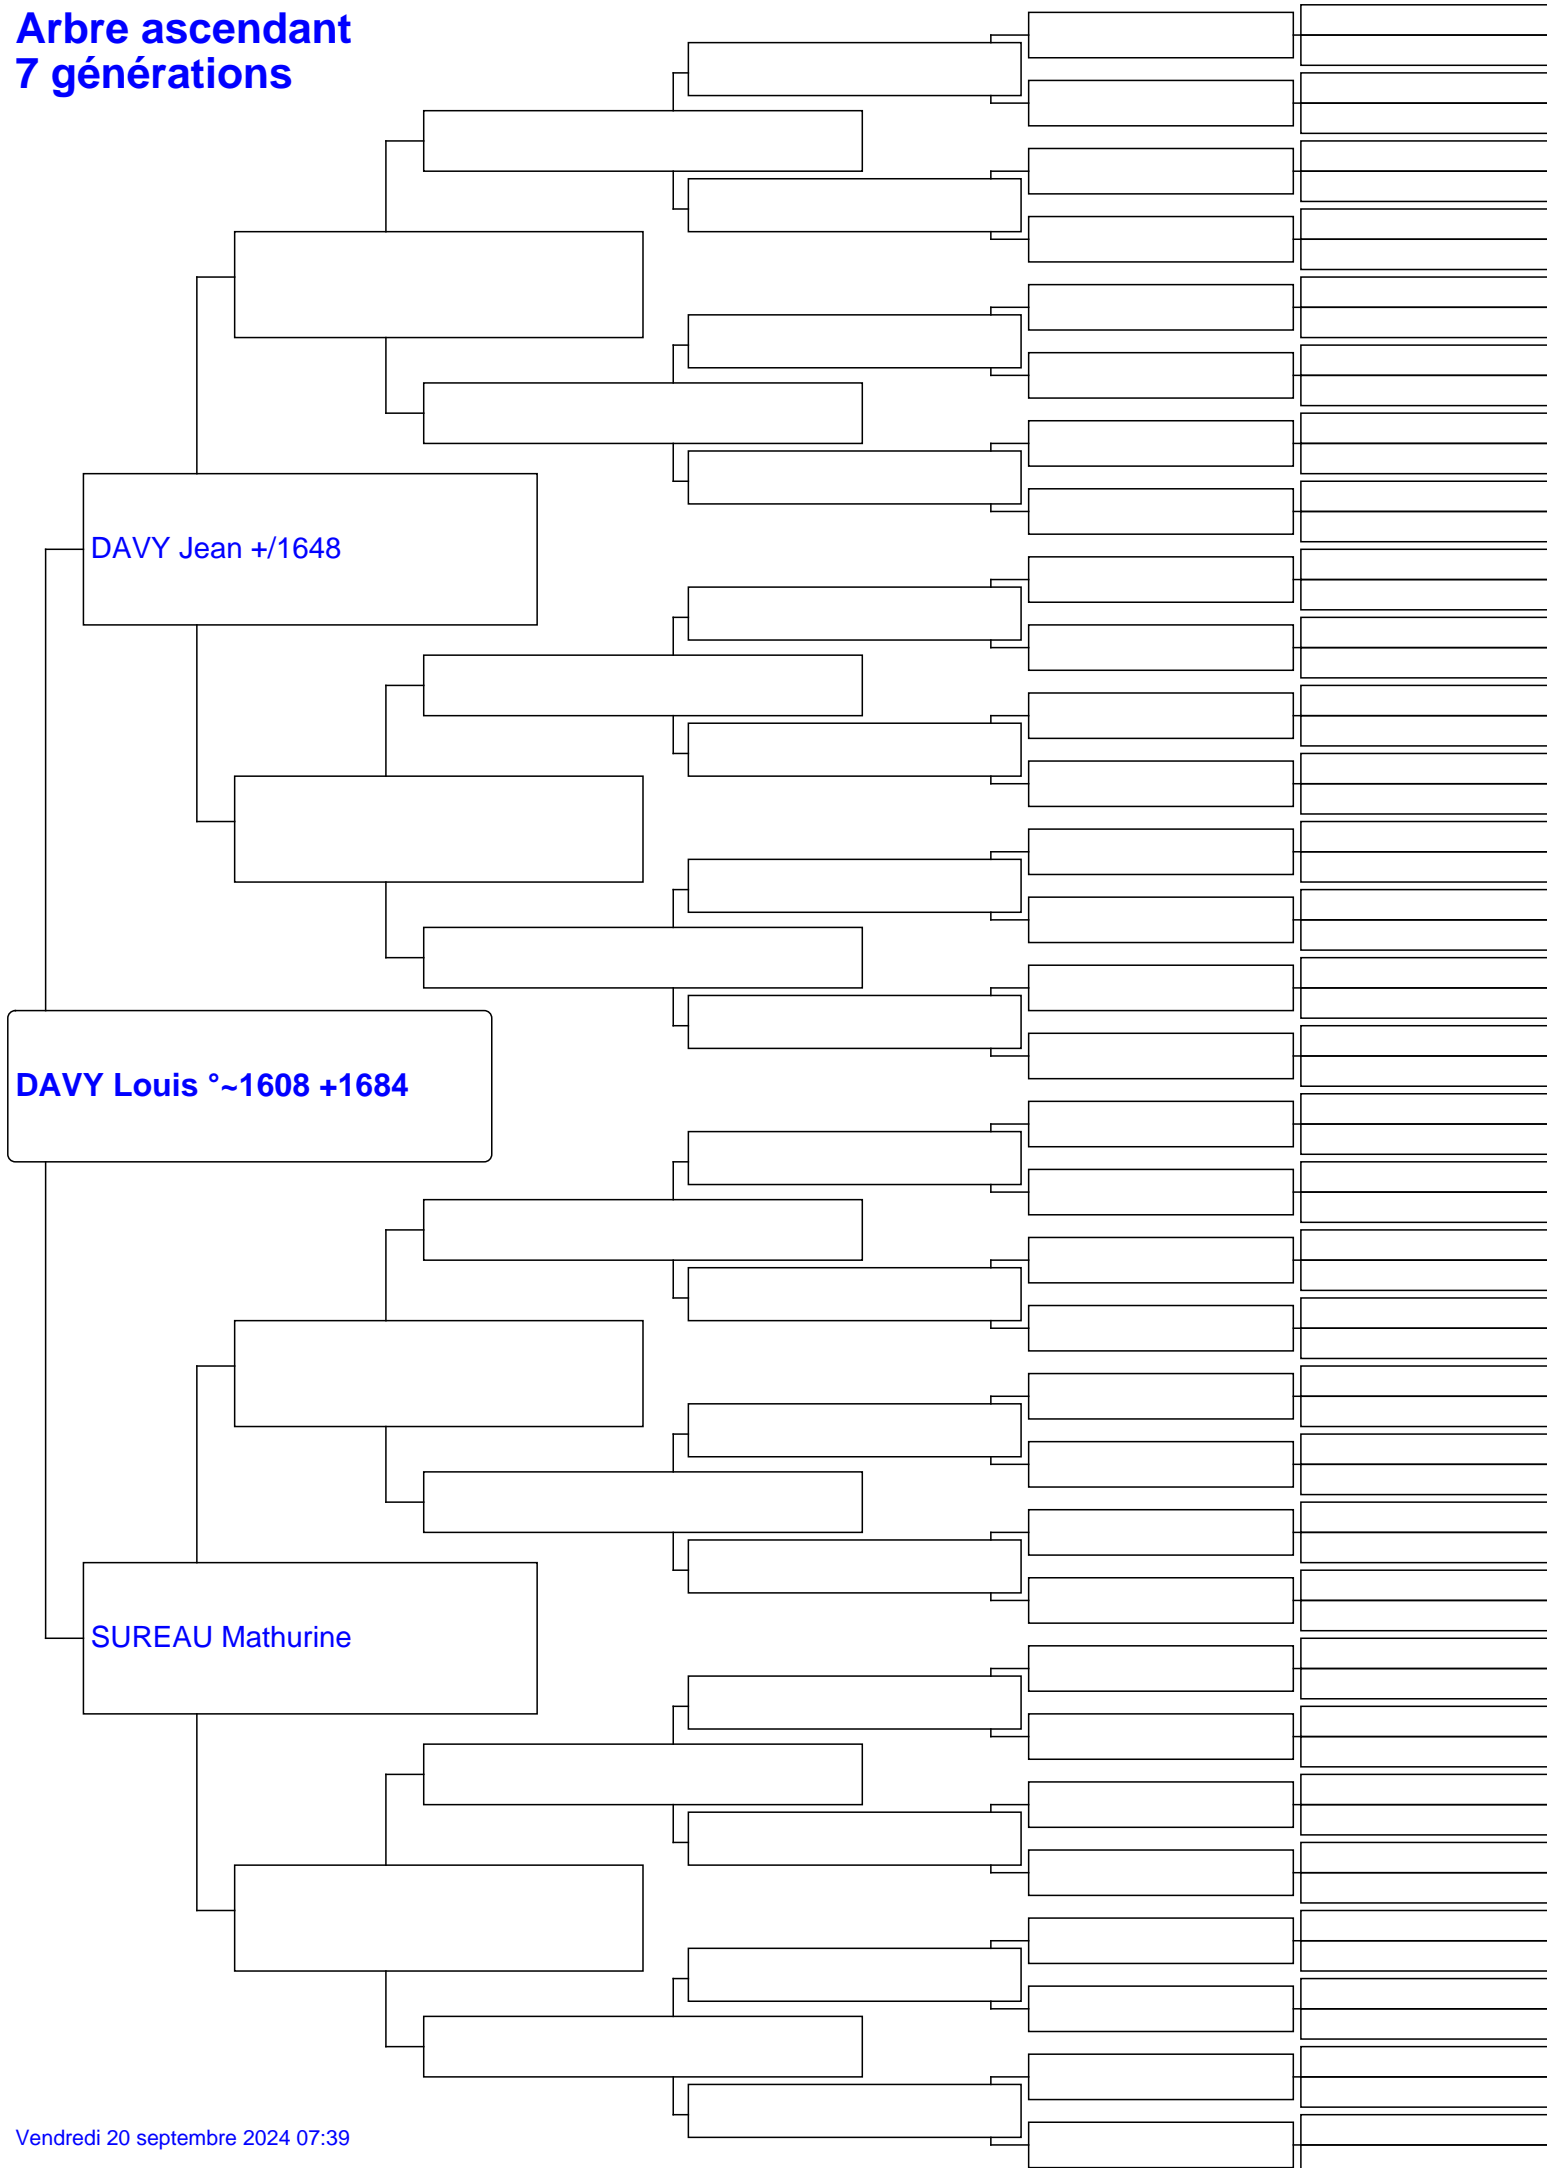 Arbre ascendant
7 générations
DAVY Jean +/1648
DAVY Louis °~1608 +1684
SUREAU Mathurine
Vendredi 20 septembre 2024 07:39